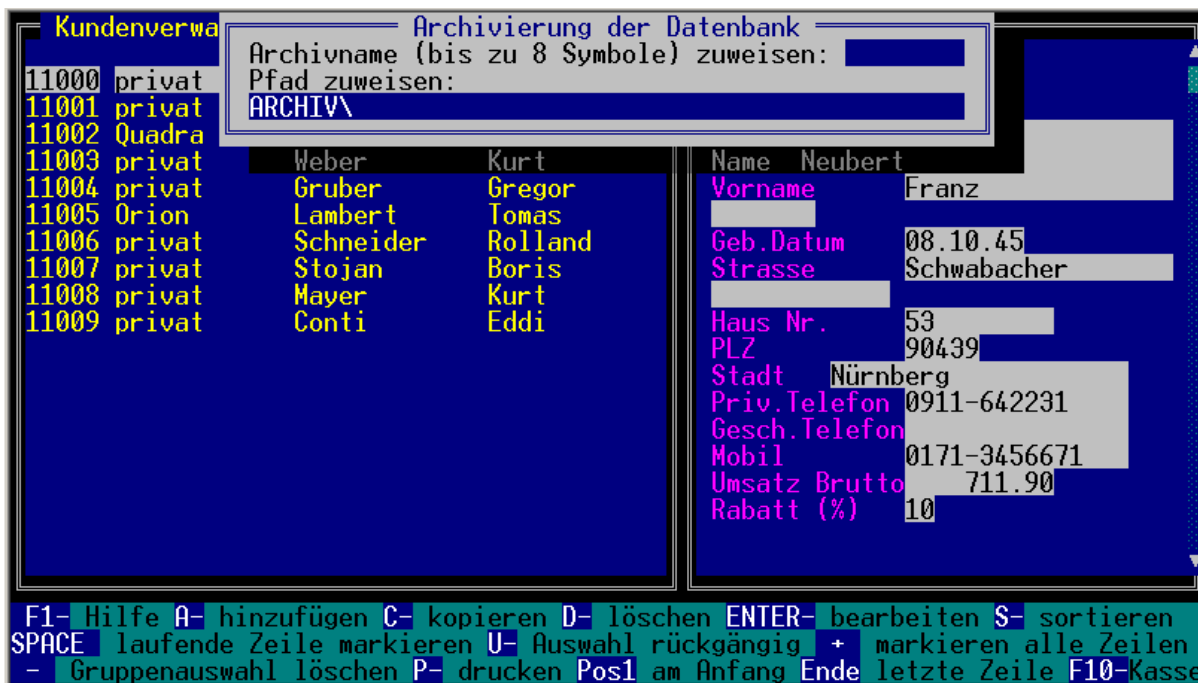 Kundenverwa
Archivierung der Datenbank
Archivname (bis zu 8 Symbole) zuweisen:
Pfad zuweisen:
ARCHIV\
11000 privat
11001 privat
11002 Quadra
11003 privat Weber Kurt
11004 privat Gruber Gregor
11005 Orion Lambert Tomas
11006 privat Schneider Rolland
11007 privat Stojan Boris
11008 privat Mayer Kurt
11009 privat Conti Eddi
Name Neubert
Vorname Franz
Geb.Datum 08.10.45
Strasse Schwabacher
Haus Nr. 53
PLZ 90439
Stadt Nürnberg
Priv.Telefon 0911-642231
Gesch.Telefon
Mobil 0171-3456671
Umsatz Brutto 711.90
Rabatt (%) 10
F1- Hilfe A- hinzufügen C- kopieren D- löschen ENTER- bearbeiten S- sortieren
SPACE laufende Zeile markieren U- Auswahl rückgängig + markieren alle Zeilen
- Gruppenauswahl löschen P- drucken Pos1 am Anfang Ende letzte Zeile F10-Kasse